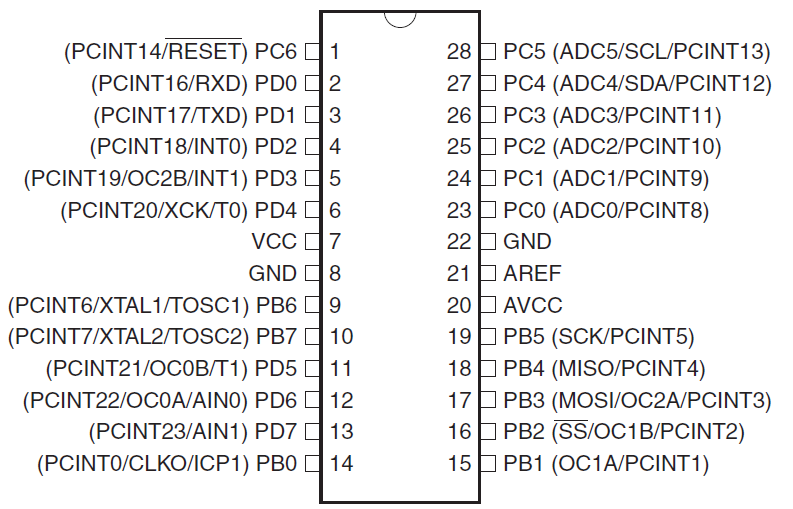 (PCINT14/RESET) PC6 1 28 PC5 (ADC5/SCL/PCINT13)
(PCINT16/RXD) PD0 2 27 PC4 (ADC4/SDA/PCINT12)
(PCINT17/TXD) PD1 3 26 PC3 (ADC3/PCINT11)
(PCINT18/INT0) PD2 4 25 PC2 (ADC2/PCINT10)
(PCINT19/OC2B/INT1) PD3 5 24 PC1 (ADC1/PCINT9)
(PCINT20/XCK/T0) PD4 6 23 PC0 (ADC0/PCINT8)
VCC 7 22 GND
GND 8 21 AREF
(PCINT6/XTAL1/TOSC1) PB6 9 20 AVCC
(PCINT7/XTAL2/TOSC2) PB7 10 19 PB5 (SCK/PCINT5)
(PCINT21/OC0B/T1) PD5 11 18 PB4 (MISO/PCINT4)
(PCINT22/OC0A/AIN0) PD6 12 17 PB3 (MOSI/OC2A/PCINT3)
(PCINT23/AIN1) PD7 13 16 PB2 (SS/OC1B/PCINT2)
(PCINT0/CLKO/ICP1) PB0 14 15 PB1 (OC1A/PCINT1)